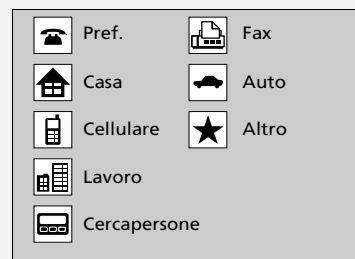 Pref.
Fax
Casa
Auto
Cellulare
Altro
Lavoro
Cercapersone